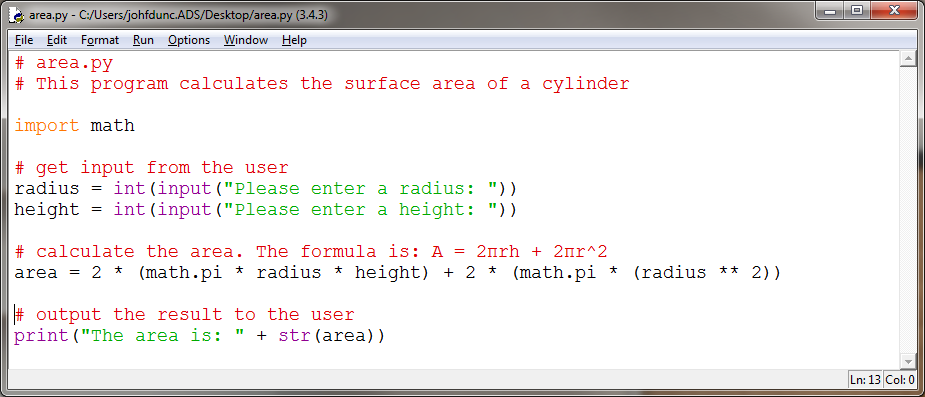 area.py - C:/Users/johfdunc.ADS/Desktop/area.py (3.4.3)
File Edit Format Run Options Window Help
# area.py
# This program calculates the surface area of a cylinder
import math
# get input from the user
radius = int(input("Please enter a radius: "))
height = int(input("Please enter a height: "))
# calculate the area. The formula is: A = 2πrh + 2πr^2
area = 2 * (math.pi * radius * height) + 2 * (math.pi * (radius ** 2))
# output the result to the user
print("The area is: " + str(area))
Ln: 13 Col: 0